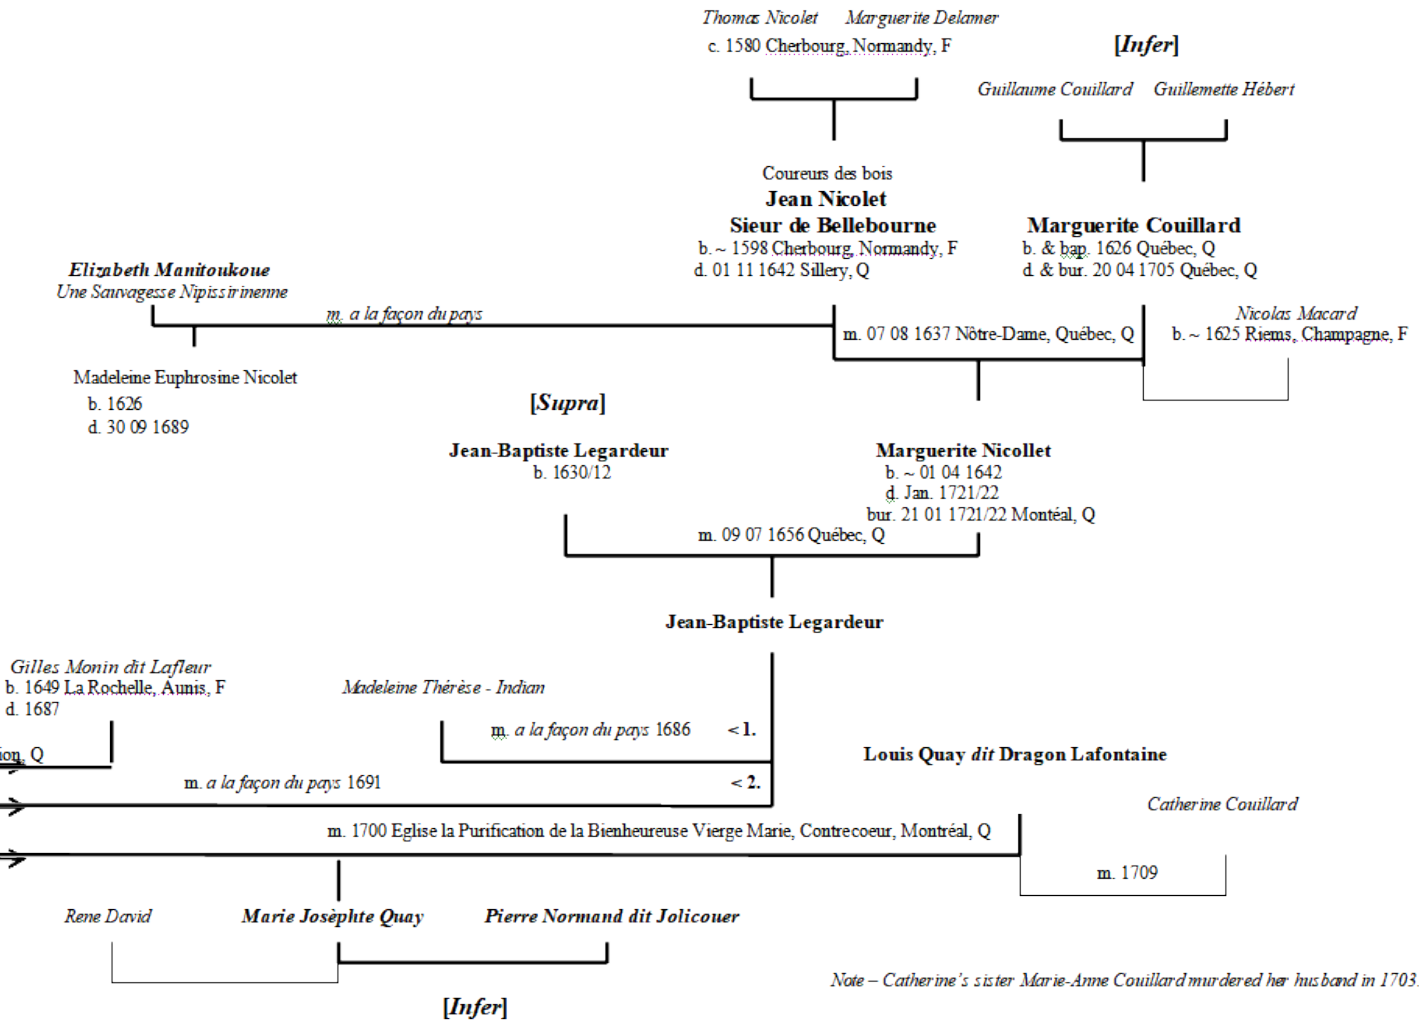 Thomas Nicolet Marguerite Delamer
c. 1580 Cherbourg, Normandy, F
[Infer]
Guillaume Couillard Guillemette Hébert
Coureurs des bois
Jean Nicolet
Sieur de Bellebourne
b. ~ 1598 Cherbourg, Normandy, F
d. 01 11 1642 Sillery, Q
Marguerite Couillard
b. & bap. 1626 Québec, Q
d. & bur. 20 04 1705 Québec, Q
Elizabeth Manitoukoue
Une Sauvagesse Nipissirinenne
m. a la façon du pays
m. 07 08 1637 Nôtre-Dame, Québec, Q
Nicolas Macard
b. ~ 1625 Riems, Champagne, F
Madeleine Euphrosine Nicolet
b. 1626
d. 30 09 1689
[Supra]
Jean-Baptiste Legardeur
b. 1630/12
Marguerite Nicollet
b. ~ 01 04 1642
d. Jan. 1721/22
bur. 21 01 1721/22 Montéal, Q
m. 09 07 1656 Québec, Q
Jean-Baptiste Legardeur
Gilles Monin dit Lafleur
b. 1649 La Rochelle, Aunis, F
d. 1687
Madeleine Thérèse - Indian
m. a la façon du pays 1686 < 1.
ion, Q
Louis Quay dit Dragon Lafontaine
m. a la façon du pays 1691 < 2.
Catherine Couillard
m. 1700 Eglise la Purification de la Bienheureuse Vierge Marie, Contrecoeur, Montréal, Q
m. 1709
Rene David Marie Josèphte Quay Pierre Normand dit Jolicouer
Note – Catherine's sister Marie-Anne Couillard murdered her husband in 1703.
[Infer]